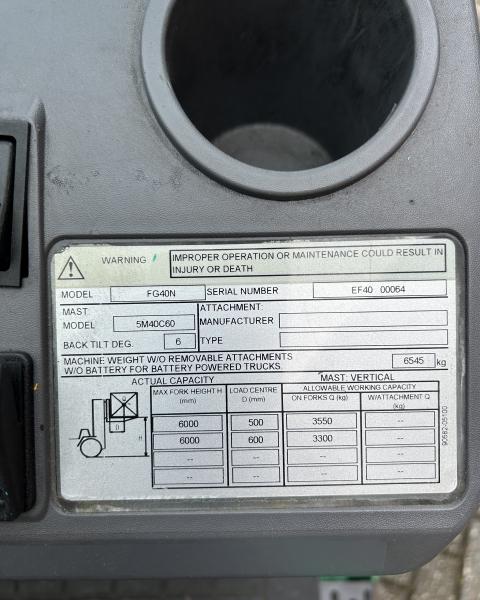 WARNING
IMPROPER OPERATION OR MAINTENANCE COULD RESULT IN
INJURY OR DEATH
MODEL FG40N SERIAL NUMBER EF40 00064
MAST: ATTACHMENT:
MODEL 5M40C60 MANUFACTURER
BACK TILT DEG. 6 TYPE
MACHINE WEIGHT W/O REMOVABLE ATTACHMENTS
W/O BATTERY FOR BATTERY POWERED TRUCKS. 6545 kg
ACTUAL CAPACITY MAST: VERTICAL
MAX FORK HEIGHT H (mm) LOAD CENTRE D (mm) ALLOWABLE WORKING CAPACITY
ON FORKS Q (kg) W/ATTACHMENT Q (kg)
6000 500 3550 --
6000 600 3300 --
-- -- -- --
-- -- -- --
D
H
90582-05100